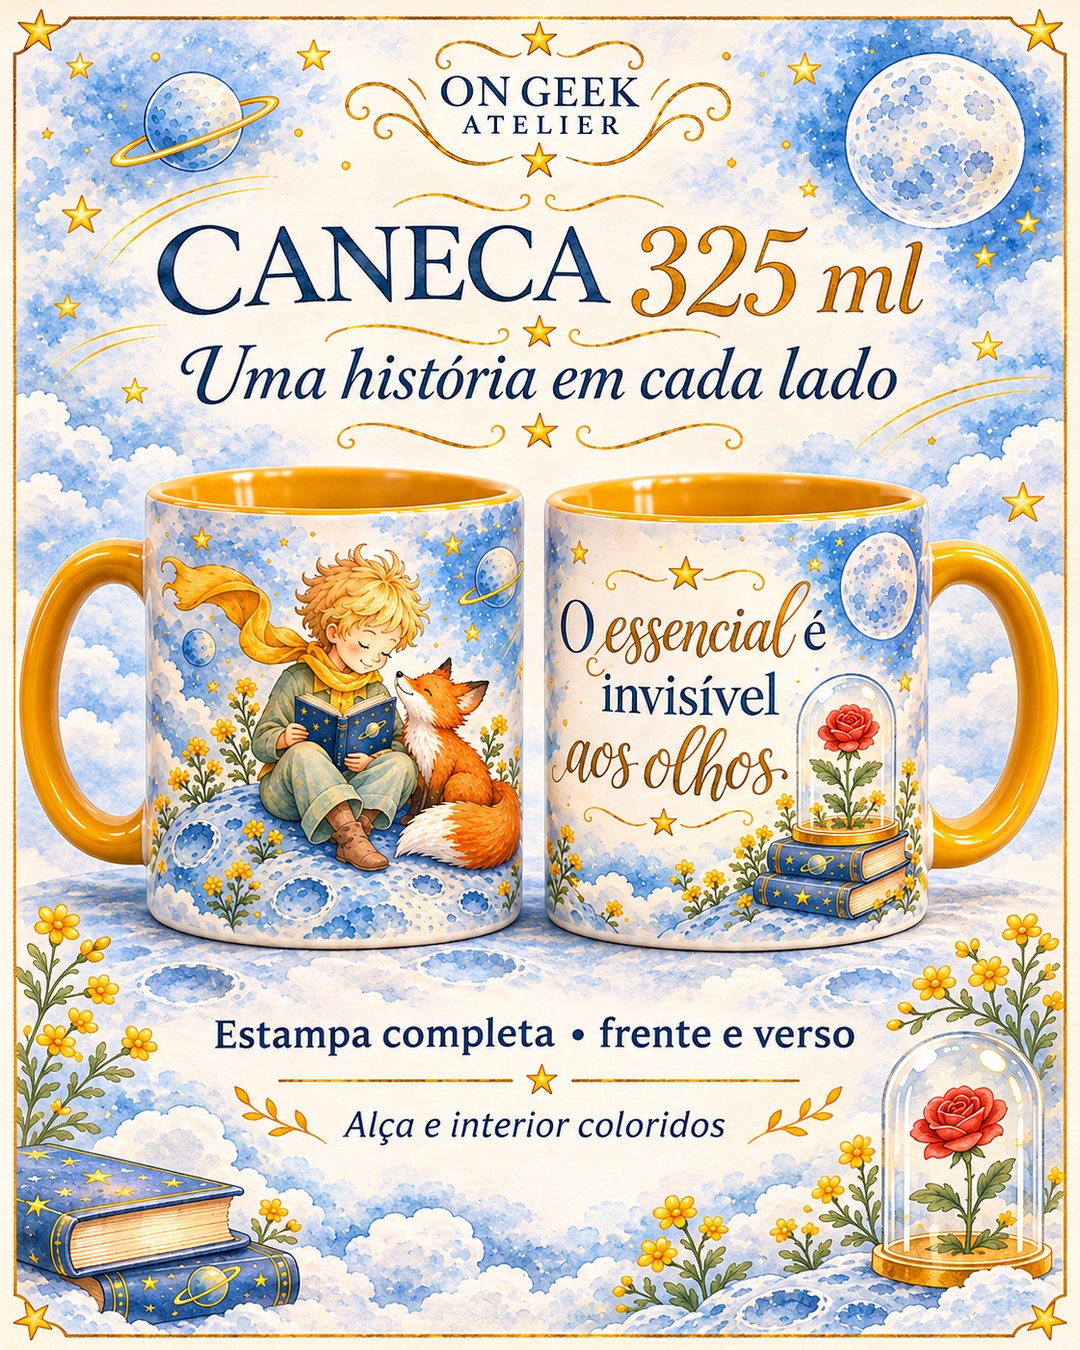 ON GEEK
ATELIER
CANECA 325 ml
Uma história em cada lado
O essencial é
invisível
aos olhos
Estampa completa • frente e verso
Alça e interior coloridos